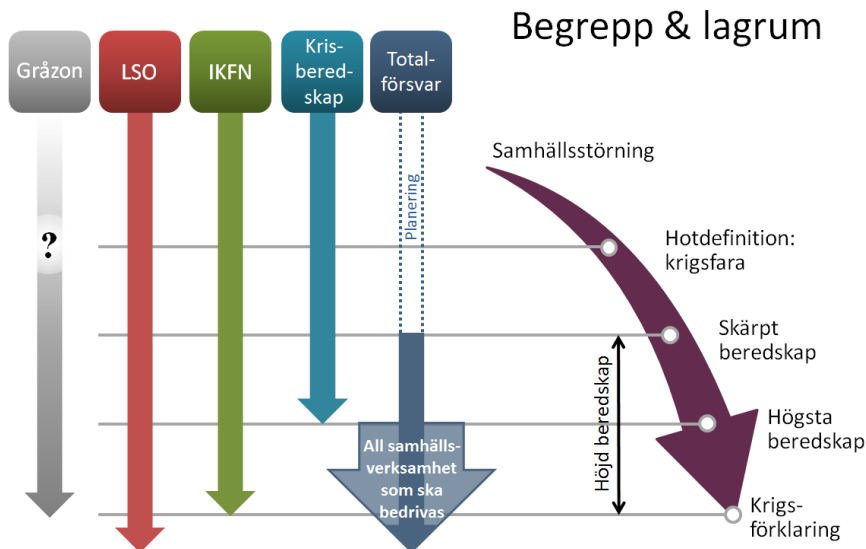 Begrepp & lagrum
Gråzon
LSO
IKFN
Kris-
bered-
skap
Total-
försvar
Samhällsstörning
Planering
?
Hotdefinition:
krigsfara
Skärpt
beredskap
Höjd beredskap
Högsta
beredskap
All samhälls-
verksamhet
som ska
bedrivas
Krigs-
förklaring